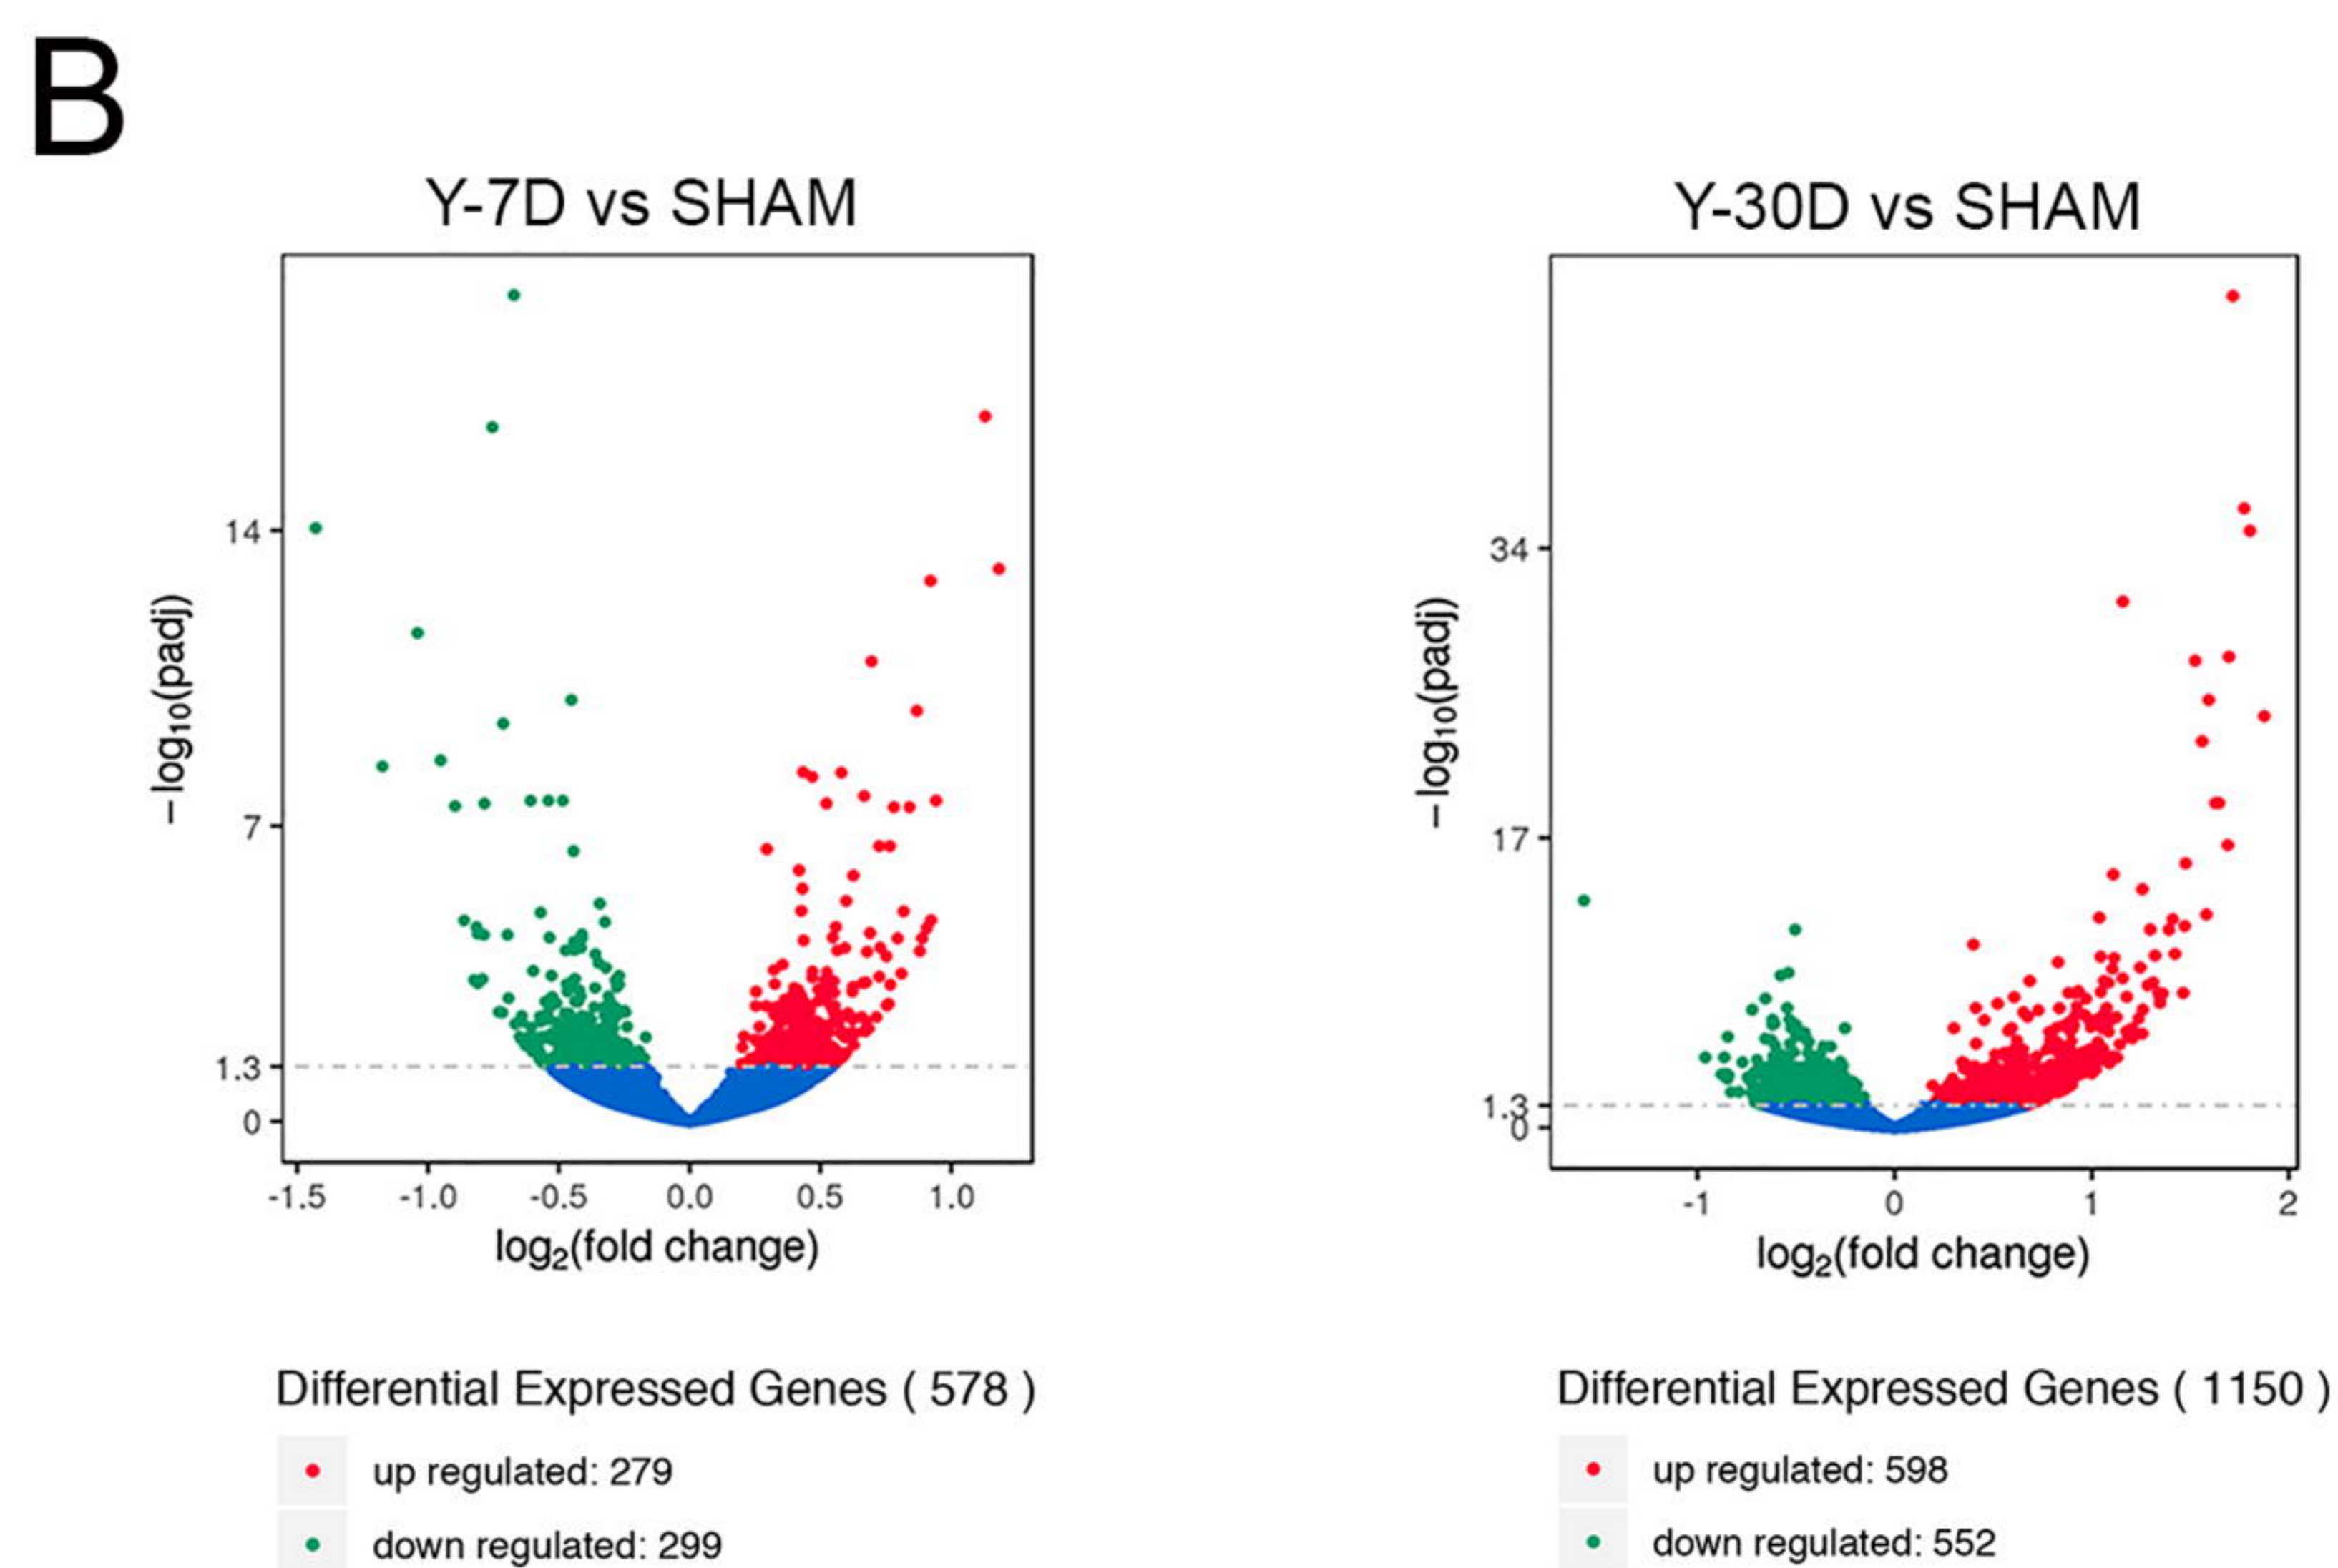 B
Y-7D vs SHAM
−log10(padj)
14
7
1.3
0
-1.5 -1.0 -0.5 0.0 0.5 1.0
log2(fold change)
Differential Expressed Genes ( 578 )
up regulated: 279
down regulated: 299
Y-30D vs SHAM
−log10(padj)
34
17
1.3
0
-1 0 1 2
log2(fold change)
Differential Expressed Genes ( 1150 )
up regulated: 598
down regulated: 552